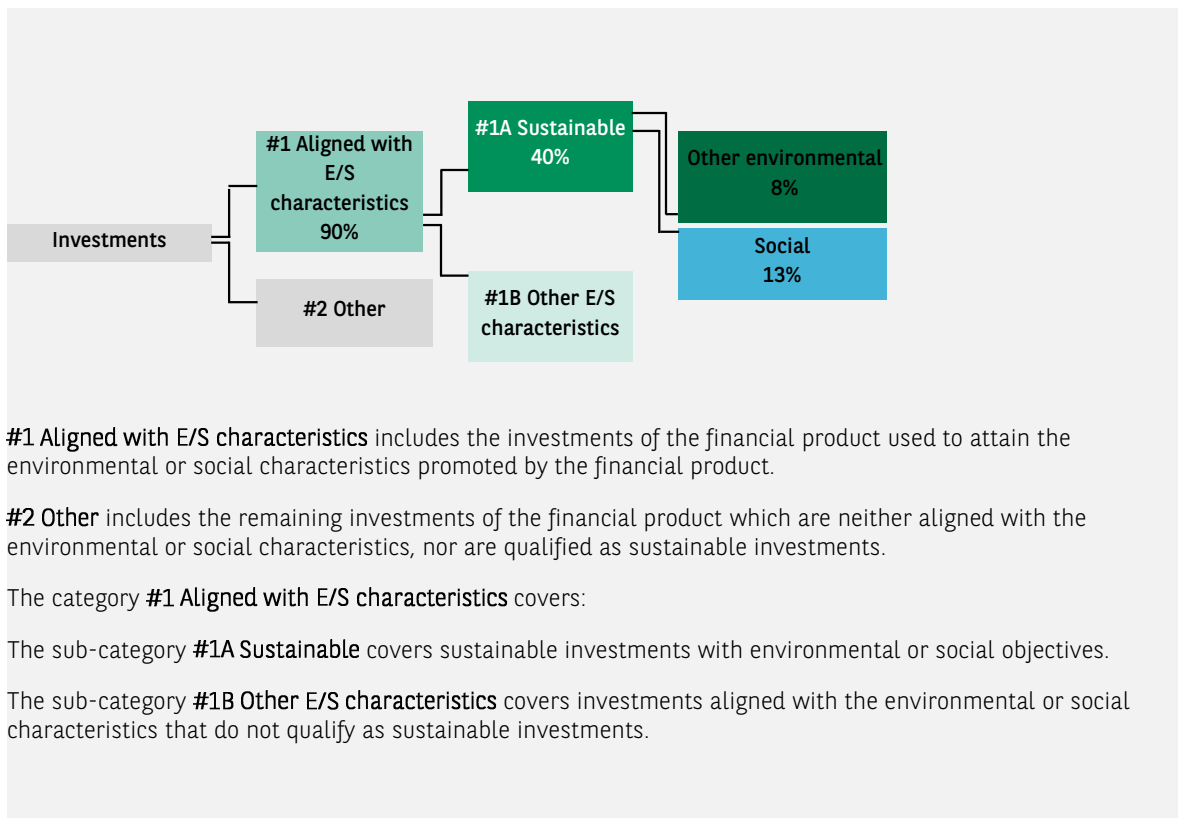 Investments
#1 Aligned with
E/S
characteristics
90%
#2 Other
#1A Sustainable
40%
#1B Other E/S
characteristics
Other environmental
8%
Social
13%
#1 Aligned with E/S characteristics includes the investments of the financial product used to attain the
environmental or social characteristics promoted by the financial product.
#2 Other includes the remaining investments of the financial product which are neither aligned with the
environmental or social characteristics, nor are qualified as sustainable investments.
The category #1 Aligned with E/S characteristics covers:
The sub-category #1A Sustainable covers sustainable investments with environmental or social objectives.
The sub-category #1B Other E/S characteristics covers investments aligned with the environmental or social
characteristics that do not qualify as sustainable investments.